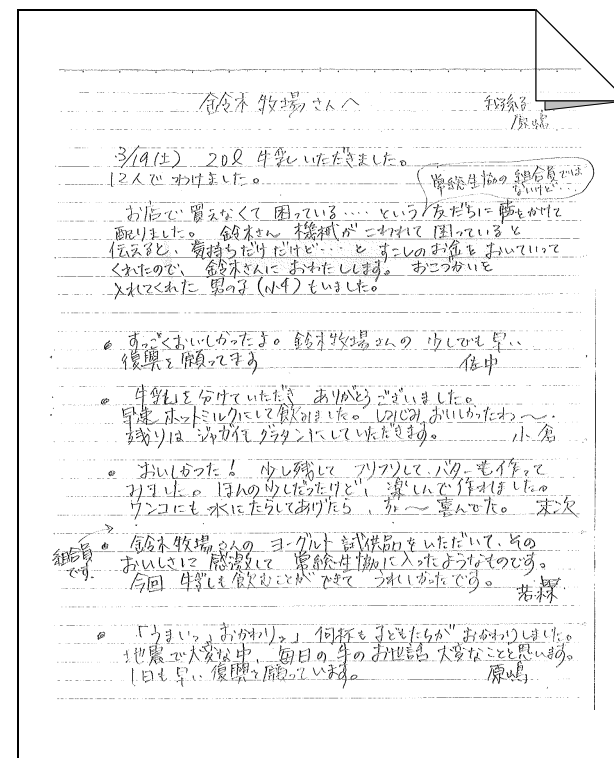 鈴木牧場さんへ
原嶋
3/19(土) 20ℓ 牛乳いただきました。
12人で わけました。
常総生協の組合員では
ないけど…
お店で買えなくて困っている‥‥という友だちに声をかけて
配りました。鈴木さん 機械がこわれて困っていると
伝えると、気持ちだけだけど…と すこしのお金をおいていって
くれたので、鈴木さんに おわたしします。おこづかいを
入れてくれた 男の子(小4)もいました。
• すっごくおいしかったよ。鈴木牧場さんの 少しでも早い
復興を願ってます 佐中
• 牛乳を分けていただき ありがとうございました。
早速 ホットミルクにして飲みました。しみじみおいしかったわ〜。
残りは ジャガイモグラタンにしていただきます。 小倉
• おいしかった! 少し残して フリフリして、バターも作って
みました。ほんの少しだったけど、楽しんで作れました。
ワンコにも水にたらしてあげたら、ちょ〜喜んでた。 末次
組合員
です。
• 鈴木牧場さんの ヨーグルト試供品をいただいて、その
おいしさに感激して 常総生協に入ったようなものです。
今回 牛乳も飲むことができて うれしかったです。
• 「うまいっ、おかわりっ」何杯も子どもたちがおかわりしました。
地震で大変な中、毎日の牛のお世話 大変なことと思います。
1日も早い復興を願っています。 原嶋